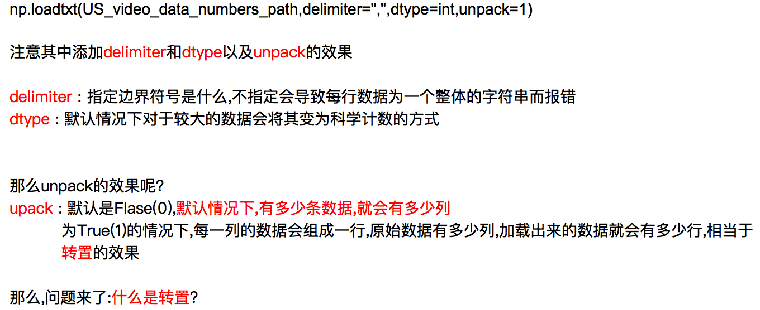 np.loadtxt(US_video_data_numbers_path,delimiter=",",dtype=int,unpack=1)
注意其中添加delimiter和dtype以及unpack的效果
delimiter：指定边界符号是什么,不指定会导致每行数据为一个整体的字符串而报错
dtype：默认情况下对于较大的数据会将其变为科学计数的方式
那么unpack的效果呢?
upack：默认是Flase(0),默认情况下,有多少条数据,就会有多少列
为True(1)的情况下,每一列的数据会组成一行,原始数据有多少列,加载出来的数据就会有多少行,相当于
转置的效果
那么,问题来了:什么是转置?